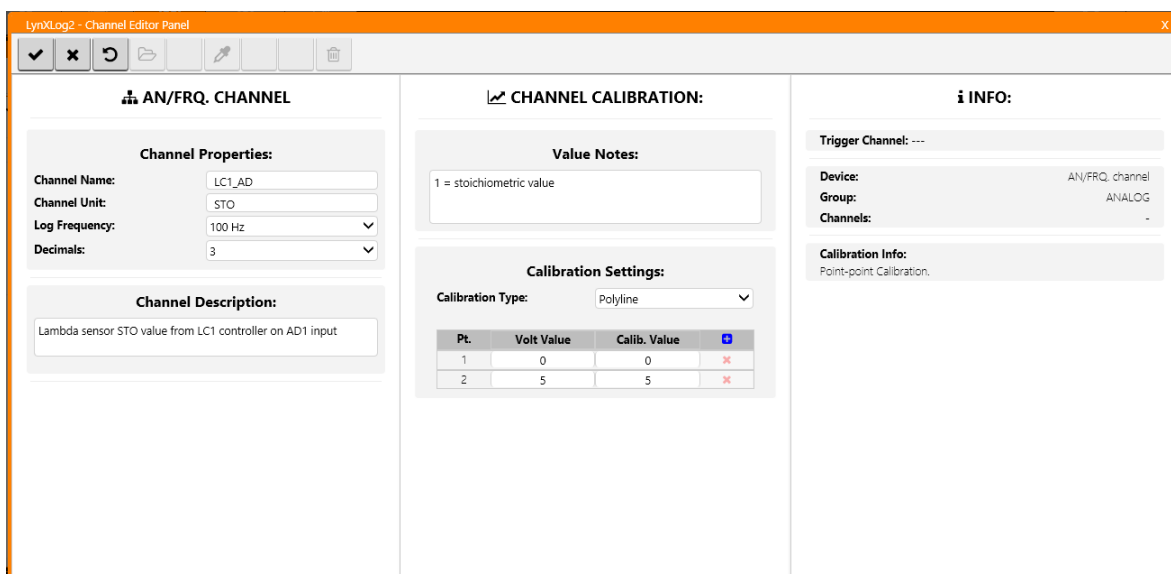 LynXLog2 - Channel Editor Panel X
AN/FRQ. CHANNEL
Channel Properties:
Channel Name: LC1_AD
Channel Unit: STO
Log Frequency: 100 Hz
Decimals: 3
Channel Description:
Lambda sensor STO value from LC1 controller on AD1 input
CHANNEL CALIBRATION:
Value Notes:
1 = stoichiometric value
Calibration Settings:
Calibration Type: Polyline
Pt. Volt Value Calib. Value
1 0 0
2 5 5
INFO:
Trigger Channel: ---
Device: AN/FRQ. channel
Group: ANALOG
Channels: -
Calibration Info:
Point-point Calibration.